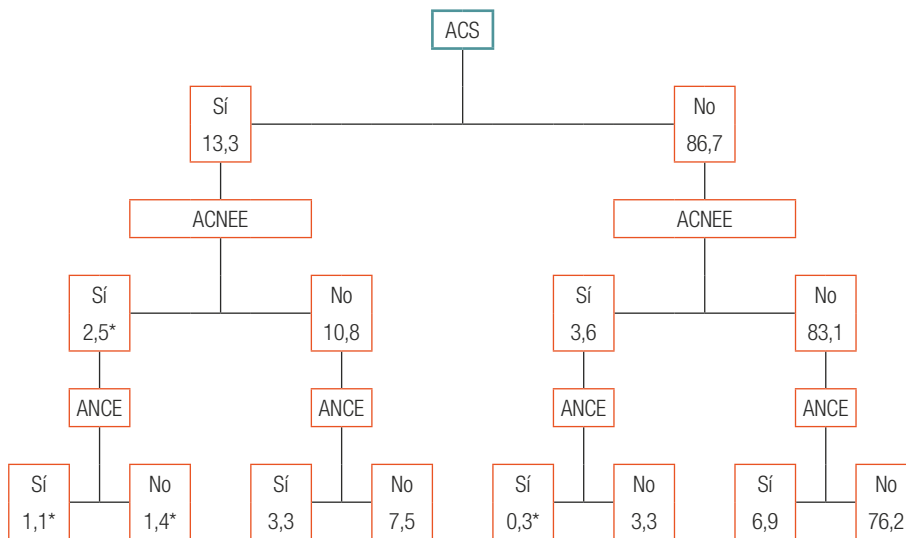 ACS
Sí
13,3
No
86,7
ACNEE
ACNEE
Sí
2,5*
No
10,8
Sí
3,6
No
83,1
ANCE
ANCE
ANCE
ANCE
Sí
1,1*
No
1,4*
Sí
3,3
No
7,5
Sí
0,3*
No
3,3
Sí
6,9
No
76,2